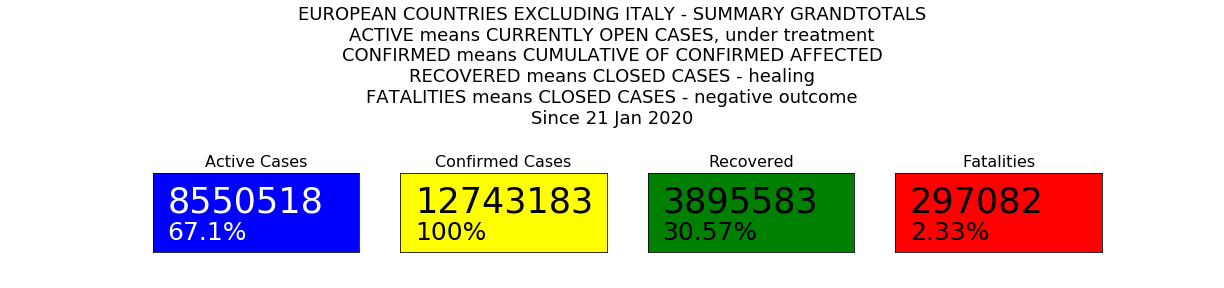 EUROPEAN COUNTRIES EXCLUDING ITALY - SUMMARY GRANDTOTALS
ACTIVE means CURRENTLY OPEN CASES, under treatment
CONFIRMED means CUMULATIVE OF CONFIRMED AFFECTED
RECOVERED means CLOSED CASES - healing
FATALITIES means CLOSED CASES - negative outcome
Since 21 Jan 2020
Active Cases
8550518
67.1%
Confirmed Cases
12743183
100%
Recovered
3895583
30.57%
Fatalities
297082
2.33%